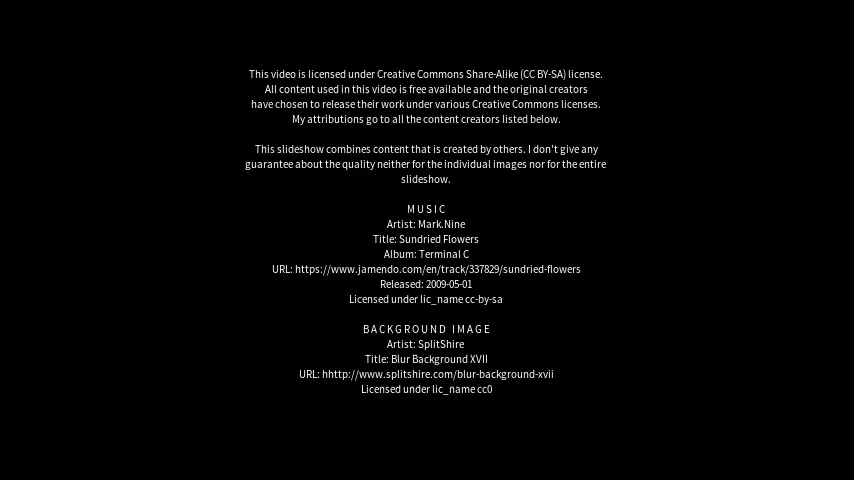 This video is licensed under Creative Commons Share-Alike (CC BY-SA) license.
All content used in this video is free available and the original creators
have chosen to release their work under various Creative Commons licenses.
My attributions go to all the content creators listed below.
This slideshow combines content that is created by others. I don't give any
guarantee about the quality neither for the individual images nor for the entire
slideshow.
MUSIC
Artist: Mark.Nine
Title: Sundried Flowers
Album: Terminal C
URL: https://www.jamendo.com/en/track/337829/sundried-flowers
Released: 2009-05-01
Licensed under lic_name cc-by-sa
BACKGROUND IMAGE
Artist: SplitShire
Title: Blur Background XVII
URL: hhttp://www.splitshire.com/blur-background-xvii
Licensed under lic_name cc0